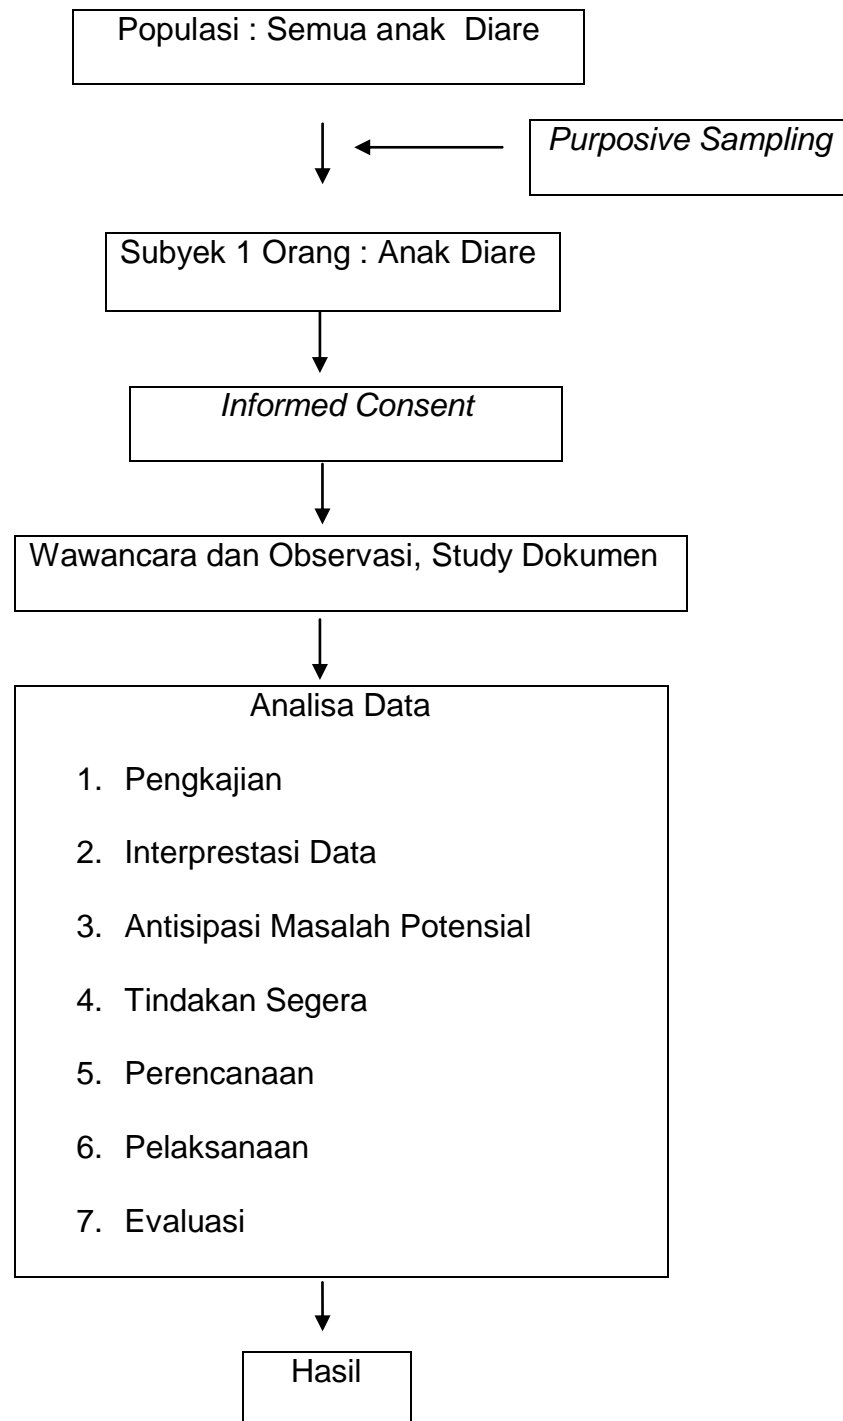 Populasi : Semua anak  Diare
Purposive Sampling
Subyek 1 Orang : Anak Diare
Informed Consent
Wawancara dan Observasi, Study Dokumen
Analisa Data
1. Pengkajian
2. Interprestasi Data
3. Antisipasi Masalah Potensial
4. Tindakan Segera
5. Perencanaan
6. Pelaksanaan
7. Evaluasi
Hasil